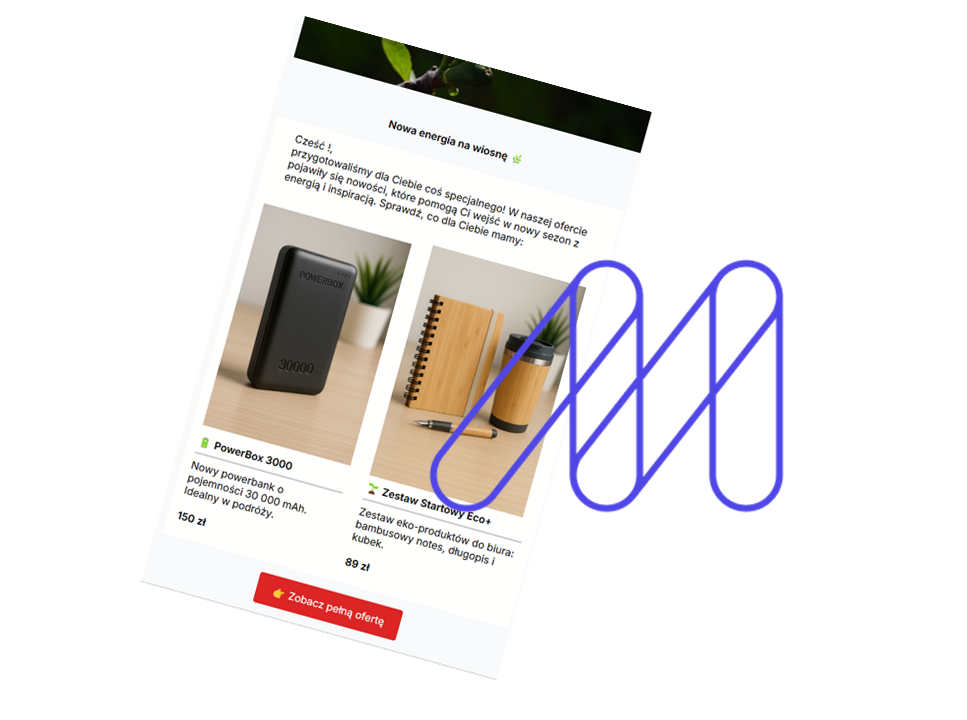 Nowa energia na wiosnę 🌿
Cześć !,
przygotowaliśmy dla Ciebie coś specjalnego! W naszej ofercie
pojawiły się nowości, które pomogą Ci wejść w nowy sezon z
energią i inspiracją. Sprawdź, co dla Ciebie mamy:
POWERBOX
30000
🔋 PowerBox 3000
Nowy powerbank o
pojemności 30 000 mAh.
Idealny w podróży.
150 zł
🌱 Zestaw Startowy Eco+
Zestaw eko-produktów do biura:
bambusowy notes, długopis i
kubek.
89 zł
👉 Zobacz pełną ofertę